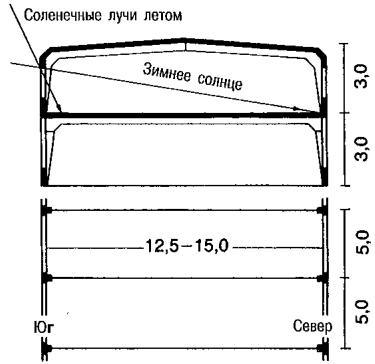 Соленечные лучи летом
Зимнее солнце
3,0
3,0
12,5–15,0
5,0
5,0
Юг
Север